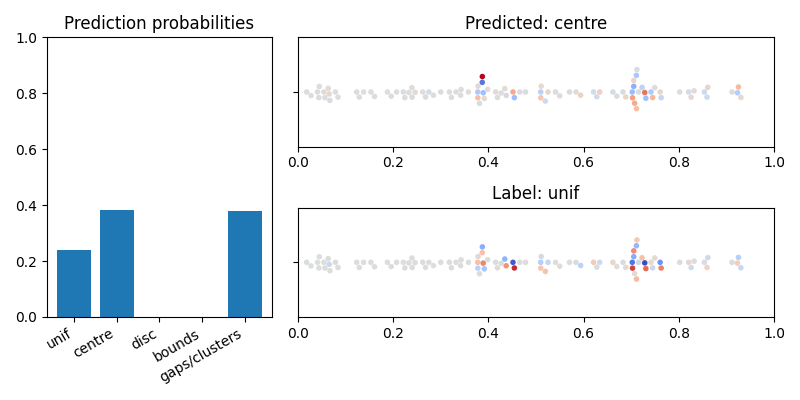 Prediction probabilities
1.0
0.8
0.6
0.4
0.2
0.0
unif
centre
disc
bounds
gaps/clusters
Predicted: centre
0.0 0.2 0.4 0.6 0.8 1.0
Label: unif
0.0 0.2 0.4 0.6 0.8 1.0